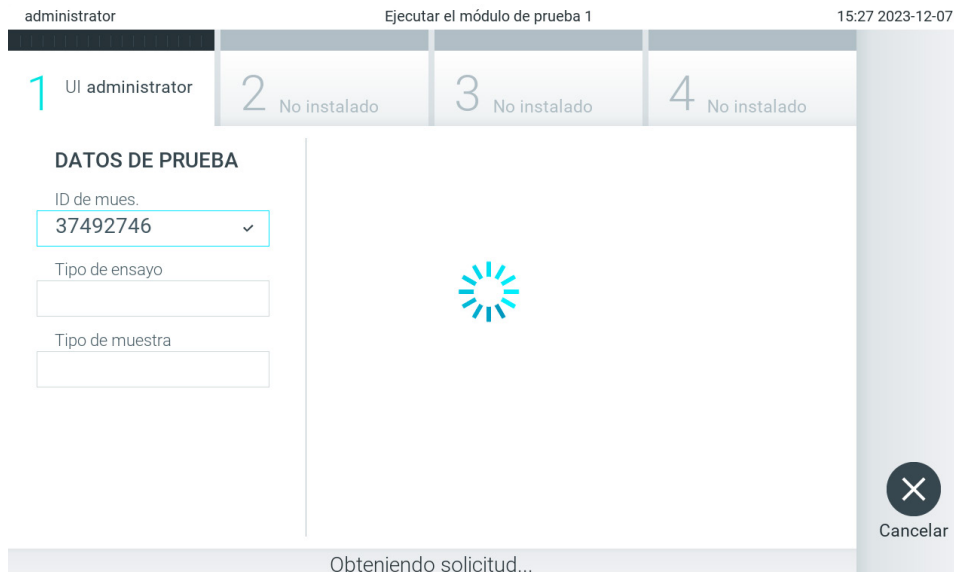 administrator Ejecutar el módulo de prueba 1 15:27 2023-12-07
1 UI administrator 2 No instalado 3 No instalado 4 No instalado
DATOS DE PRUEBA
ID de mues.
37492746
Tipo de ensayo
Tipo de muestra
Cancelar
Obteniendo solicitud...